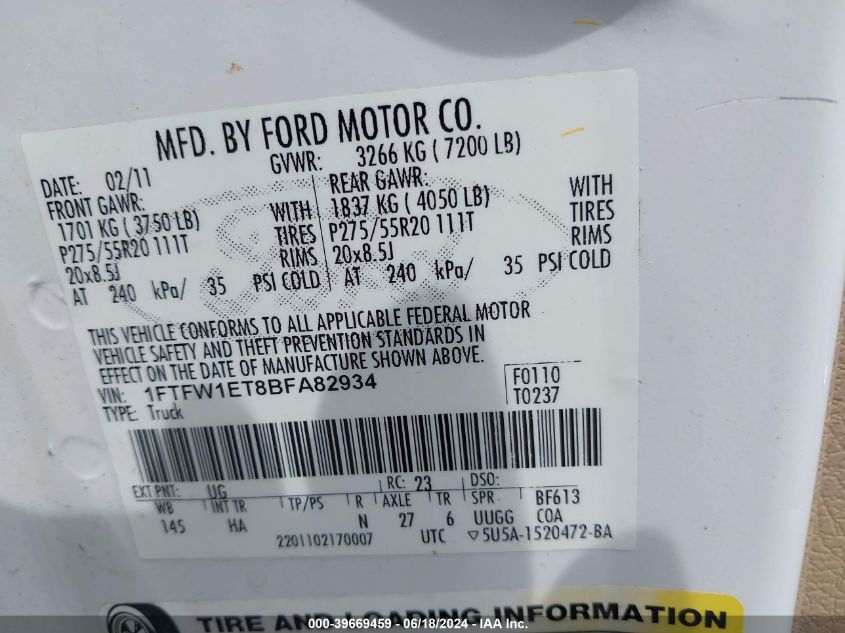 MFD. BY FORD MOTOR CO.
DATE: 02/11 GVWR: 3266 KG ( 7200 LB)
FRONT GAWR: REAR GAWR:
1701 KG ( 3750 LB) WITH 1837 KG ( 4050 LB) WITH
P275/55R20 111T TIRES P275/55R20 111T TIRES
20x8.5J RIMS 20x8.5J RIMS
AT 240 kPa/ 35 PSI COLD AT 240 kPa/ 35 PSI COLD
THIS VEHICLE CONFORMS TO ALL APPLICABLE FEDERAL MOTOR
VEHICLE SAFETY AND THEFT PREVENTION STANDARDS IN
EFFECT ON THE DATE OF MANUFACTURE SHOWN ABOVE.
VIN: 1FTFW1ET8BFA82934 F0110
TYPE: Truck T0237
EXT PNT: UG RC: 23 DSO:
WB INT TR TP/PS R AXLE TR SPR BF613
145 HA N 27 6 UUGG COA
2201102170007 UTC ▽5U5A-1520472-BA
TIRE AND LOADING INFORMATION
000-39669459 - 06/18/2024 - IAA Inc.